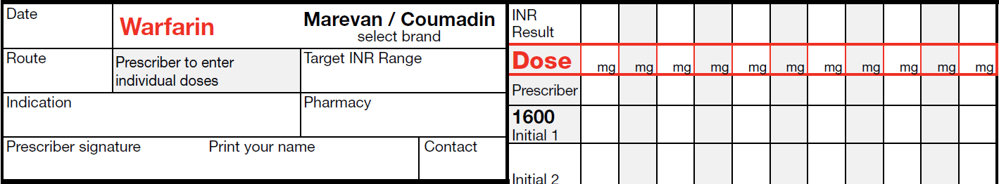 Date
Warfarin
Marevan / Coumadin
select brand
Route
Prescriber to enter
individual doses
Target INR Range
Indication
Pharmacy
Prescriber signature
Print your name
Contact
INR
Result
Dose mg mg mg mg mg mg mg mg mg mg mg
Prescriber
1600
Initial 1
Initial 2